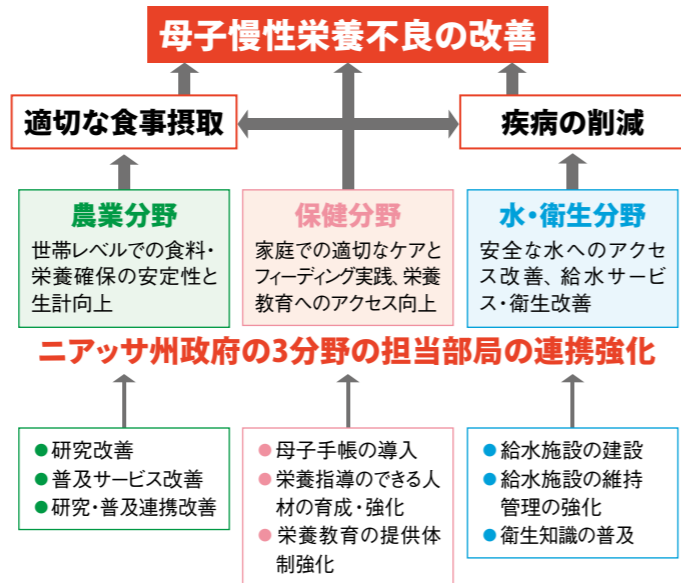 母子慢性栄養不良の改善
適切な食事摂取
疾病の削減
農業分野
世帯レベルでの食料・
栄養確保の安定性と
生計向上
保健分野
家庭での適切なケアと
フィーディング実践、栄養
教育へのアクセス向上
水・衛生分野
安全な水へのアクセ
ス改善、給水サービ
ス・衛生改善
ニアッサ州政府の3分野の担当部局の連携強化
●研究改善
●普及サービス改善
●研究・普及連携改善
●母子手帳の導入
●栄養指導のできる人
材の育成・強化
●栄養教育の提供体
制強化
●給水施設の建設
●給水施設の維持
管理の強化
●衛生知識の普及